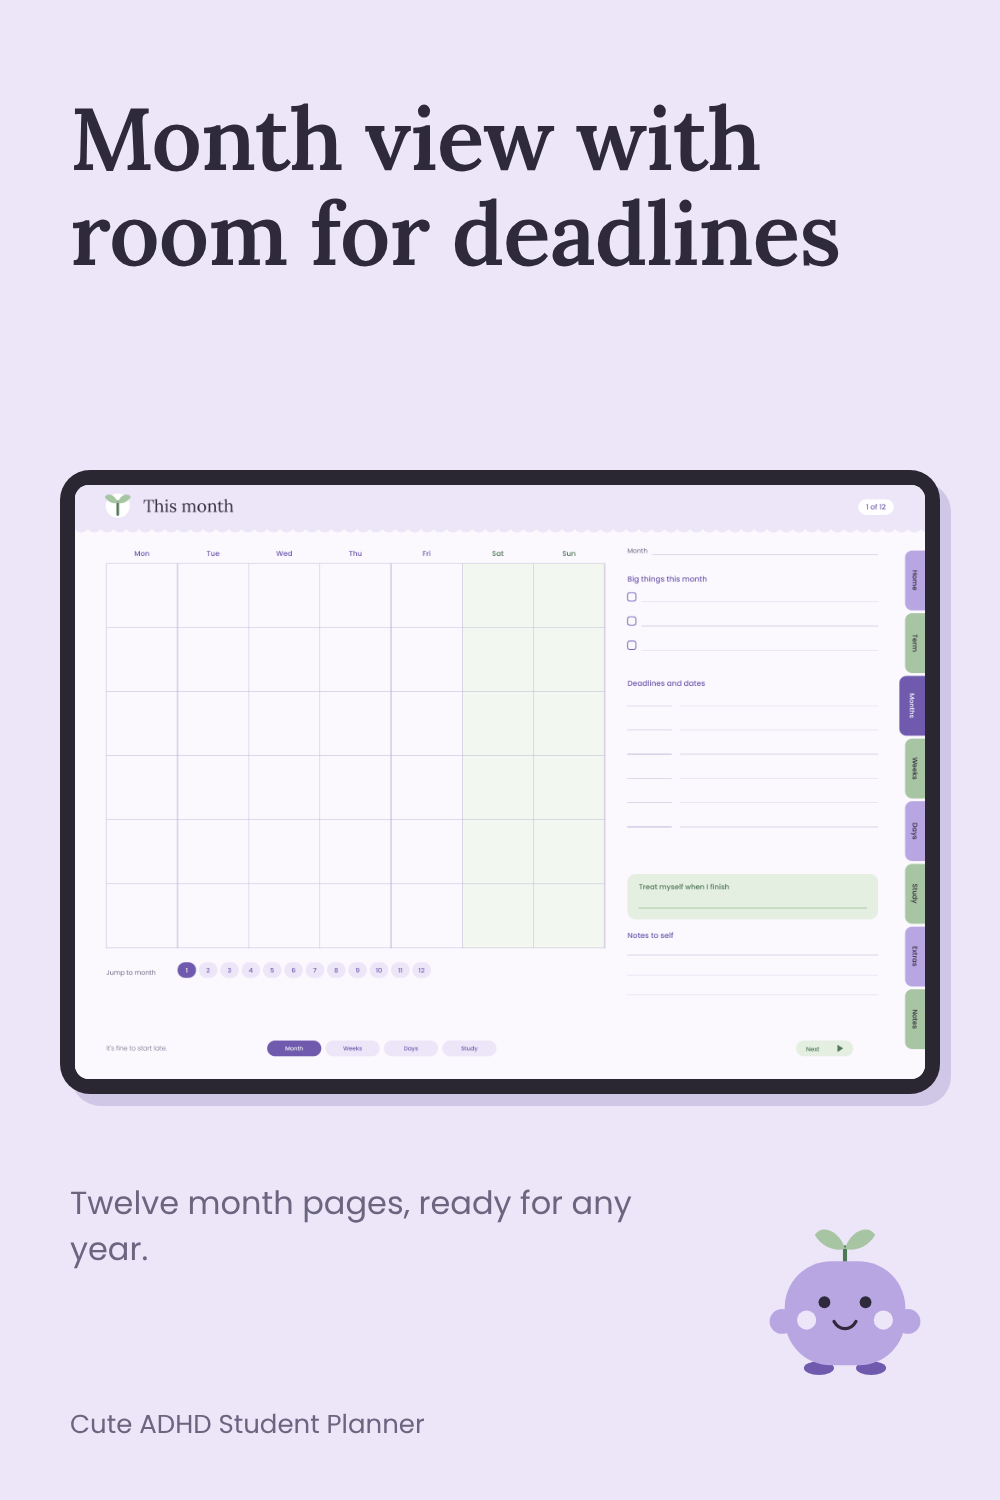 Month view with
room for deadlines
This month
1 of 12
Mon Tue Wed Thu Fri Sat Sun
Month
Big things this month
Deadlines and dates
Treat myself when I finish
Notes to self
Jump to month 1 2 3 4 5 6 7 8 9 10 11 12
It's fine to start late.
Month Weeks Days Study
Next
Home
Term
Months
Weeks
Days
Study
Extras
Notes
Twelve month pages, ready for any
year.
Cute ADHD Student Planner